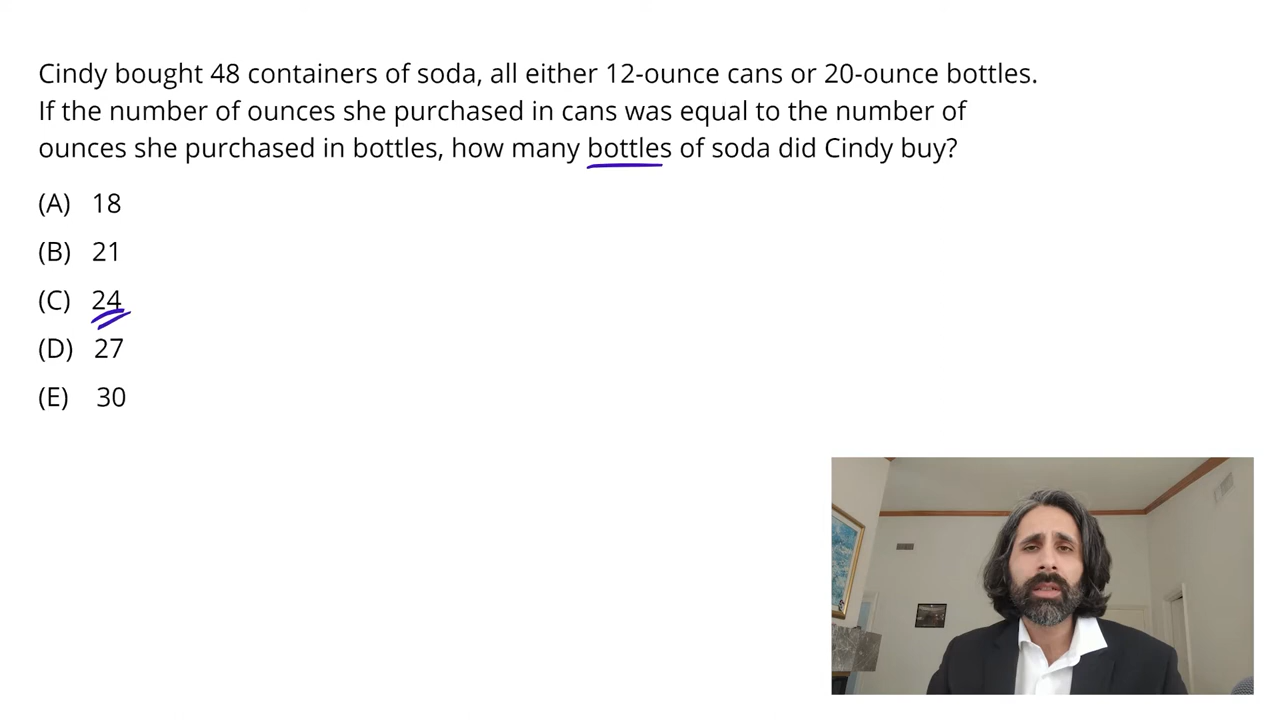 Cindy bought 48 containers of soda, all either 12-ounce cans or 20-ounce bottles.
If the number of ounces she purchased in cans was equal to the number of
ounces she purchased in bottles, how many bottles of soda did Cindy buy?
(A) 18
(B) 21
(C) 24
(D) 27
(E) 30